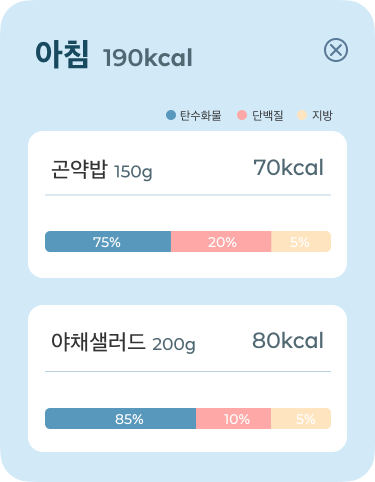 아침 190kcal
탄수화물 단백질 지방
곤약밥 150g 70kcal
75% 20% 5%
야채샐러드 200g 80kcal
85% 10% 5%